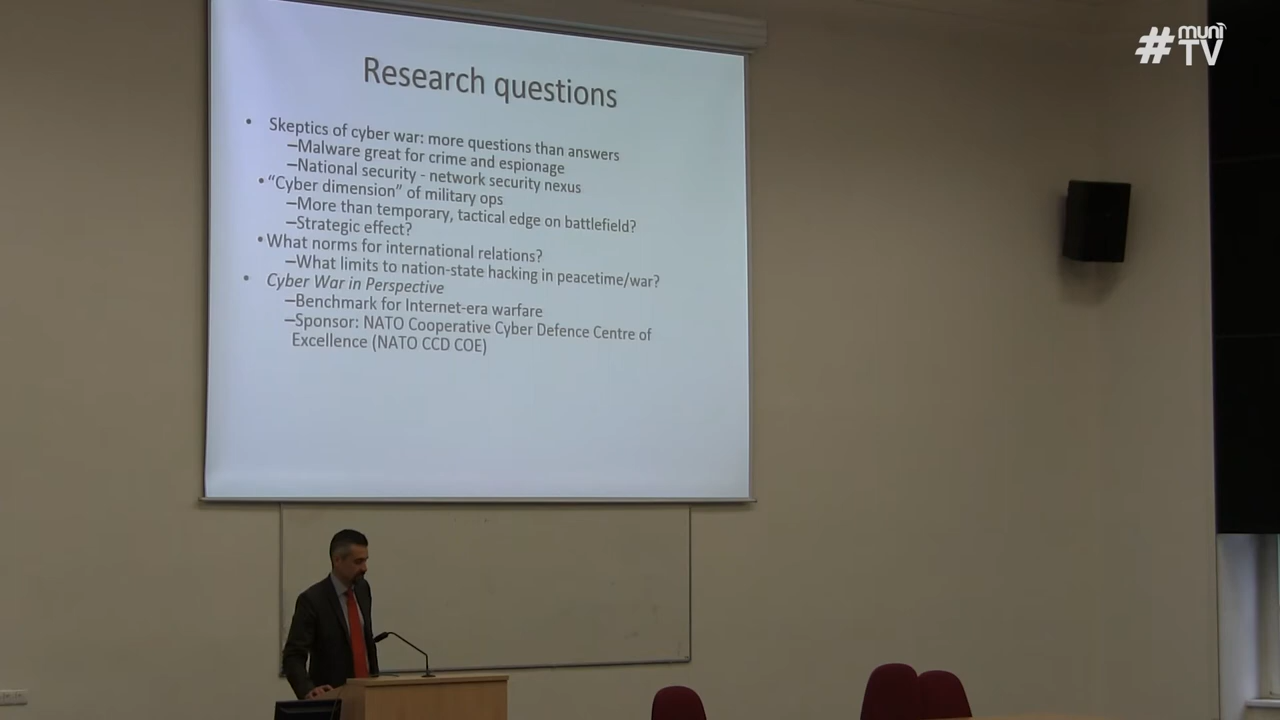 #muni
TV
Research questions
• Skeptics of cyber war: more questions than answers
–Malware great for crime and espionage
–National security - network security nexus
•“Cyber dimension” of military ops
–More than temporary, tactical edge on battlefield?
–Strategic effect?
•What norms for international relations?
–What limits to nation-state hacking in peacetime/war?
• Cyber War in Perspective
–Benchmark for Internet-era warfare
–Sponsor: NATO Cooperative Cyber Defence Centre of
Excellence (NATO CCD COE)